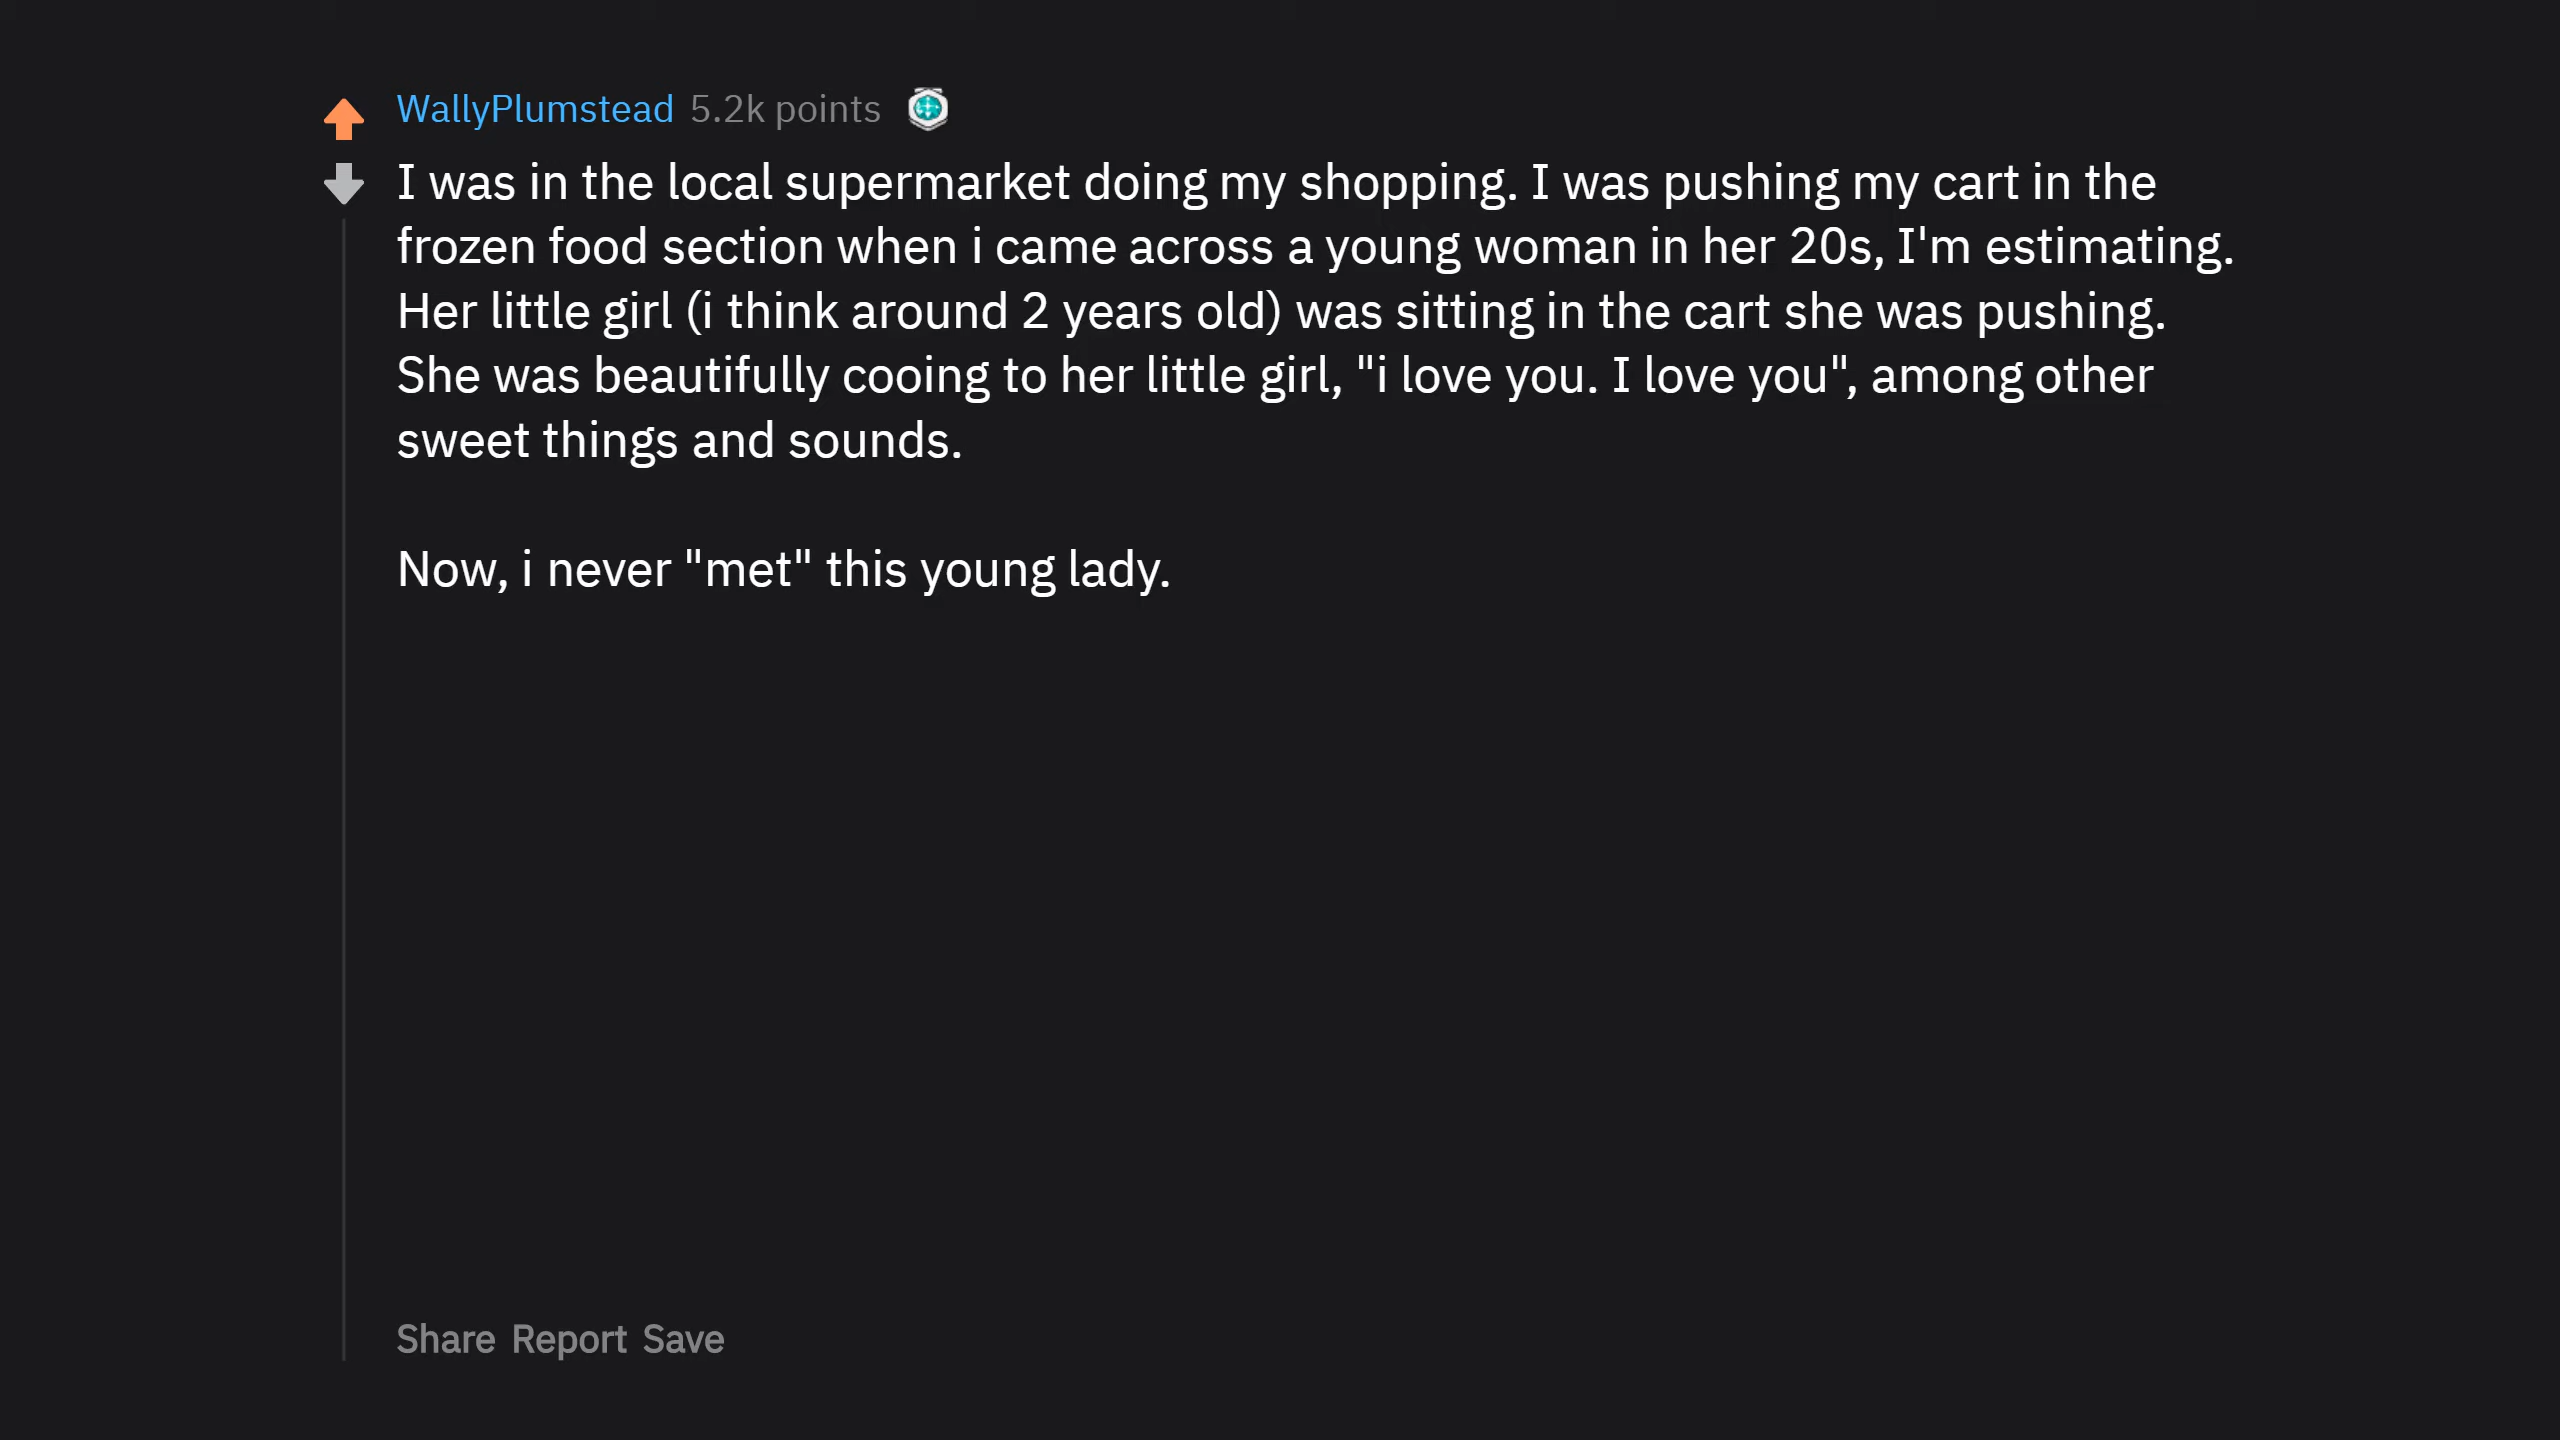 WallyPlumstead 5.2k points
I was in the local supermarket doing my shopping. I was pushing my cart in the
frozen food section when i came across a young woman in her 20s, I'm estimating.
Her little girl (i think around 2 years old) was sitting in the cart she was pushing.
She was beautifully cooing to her little girl, "i love you. I love you", among other
sweet things and sounds.
Now, i never "met" this young lady.
Share Report Save